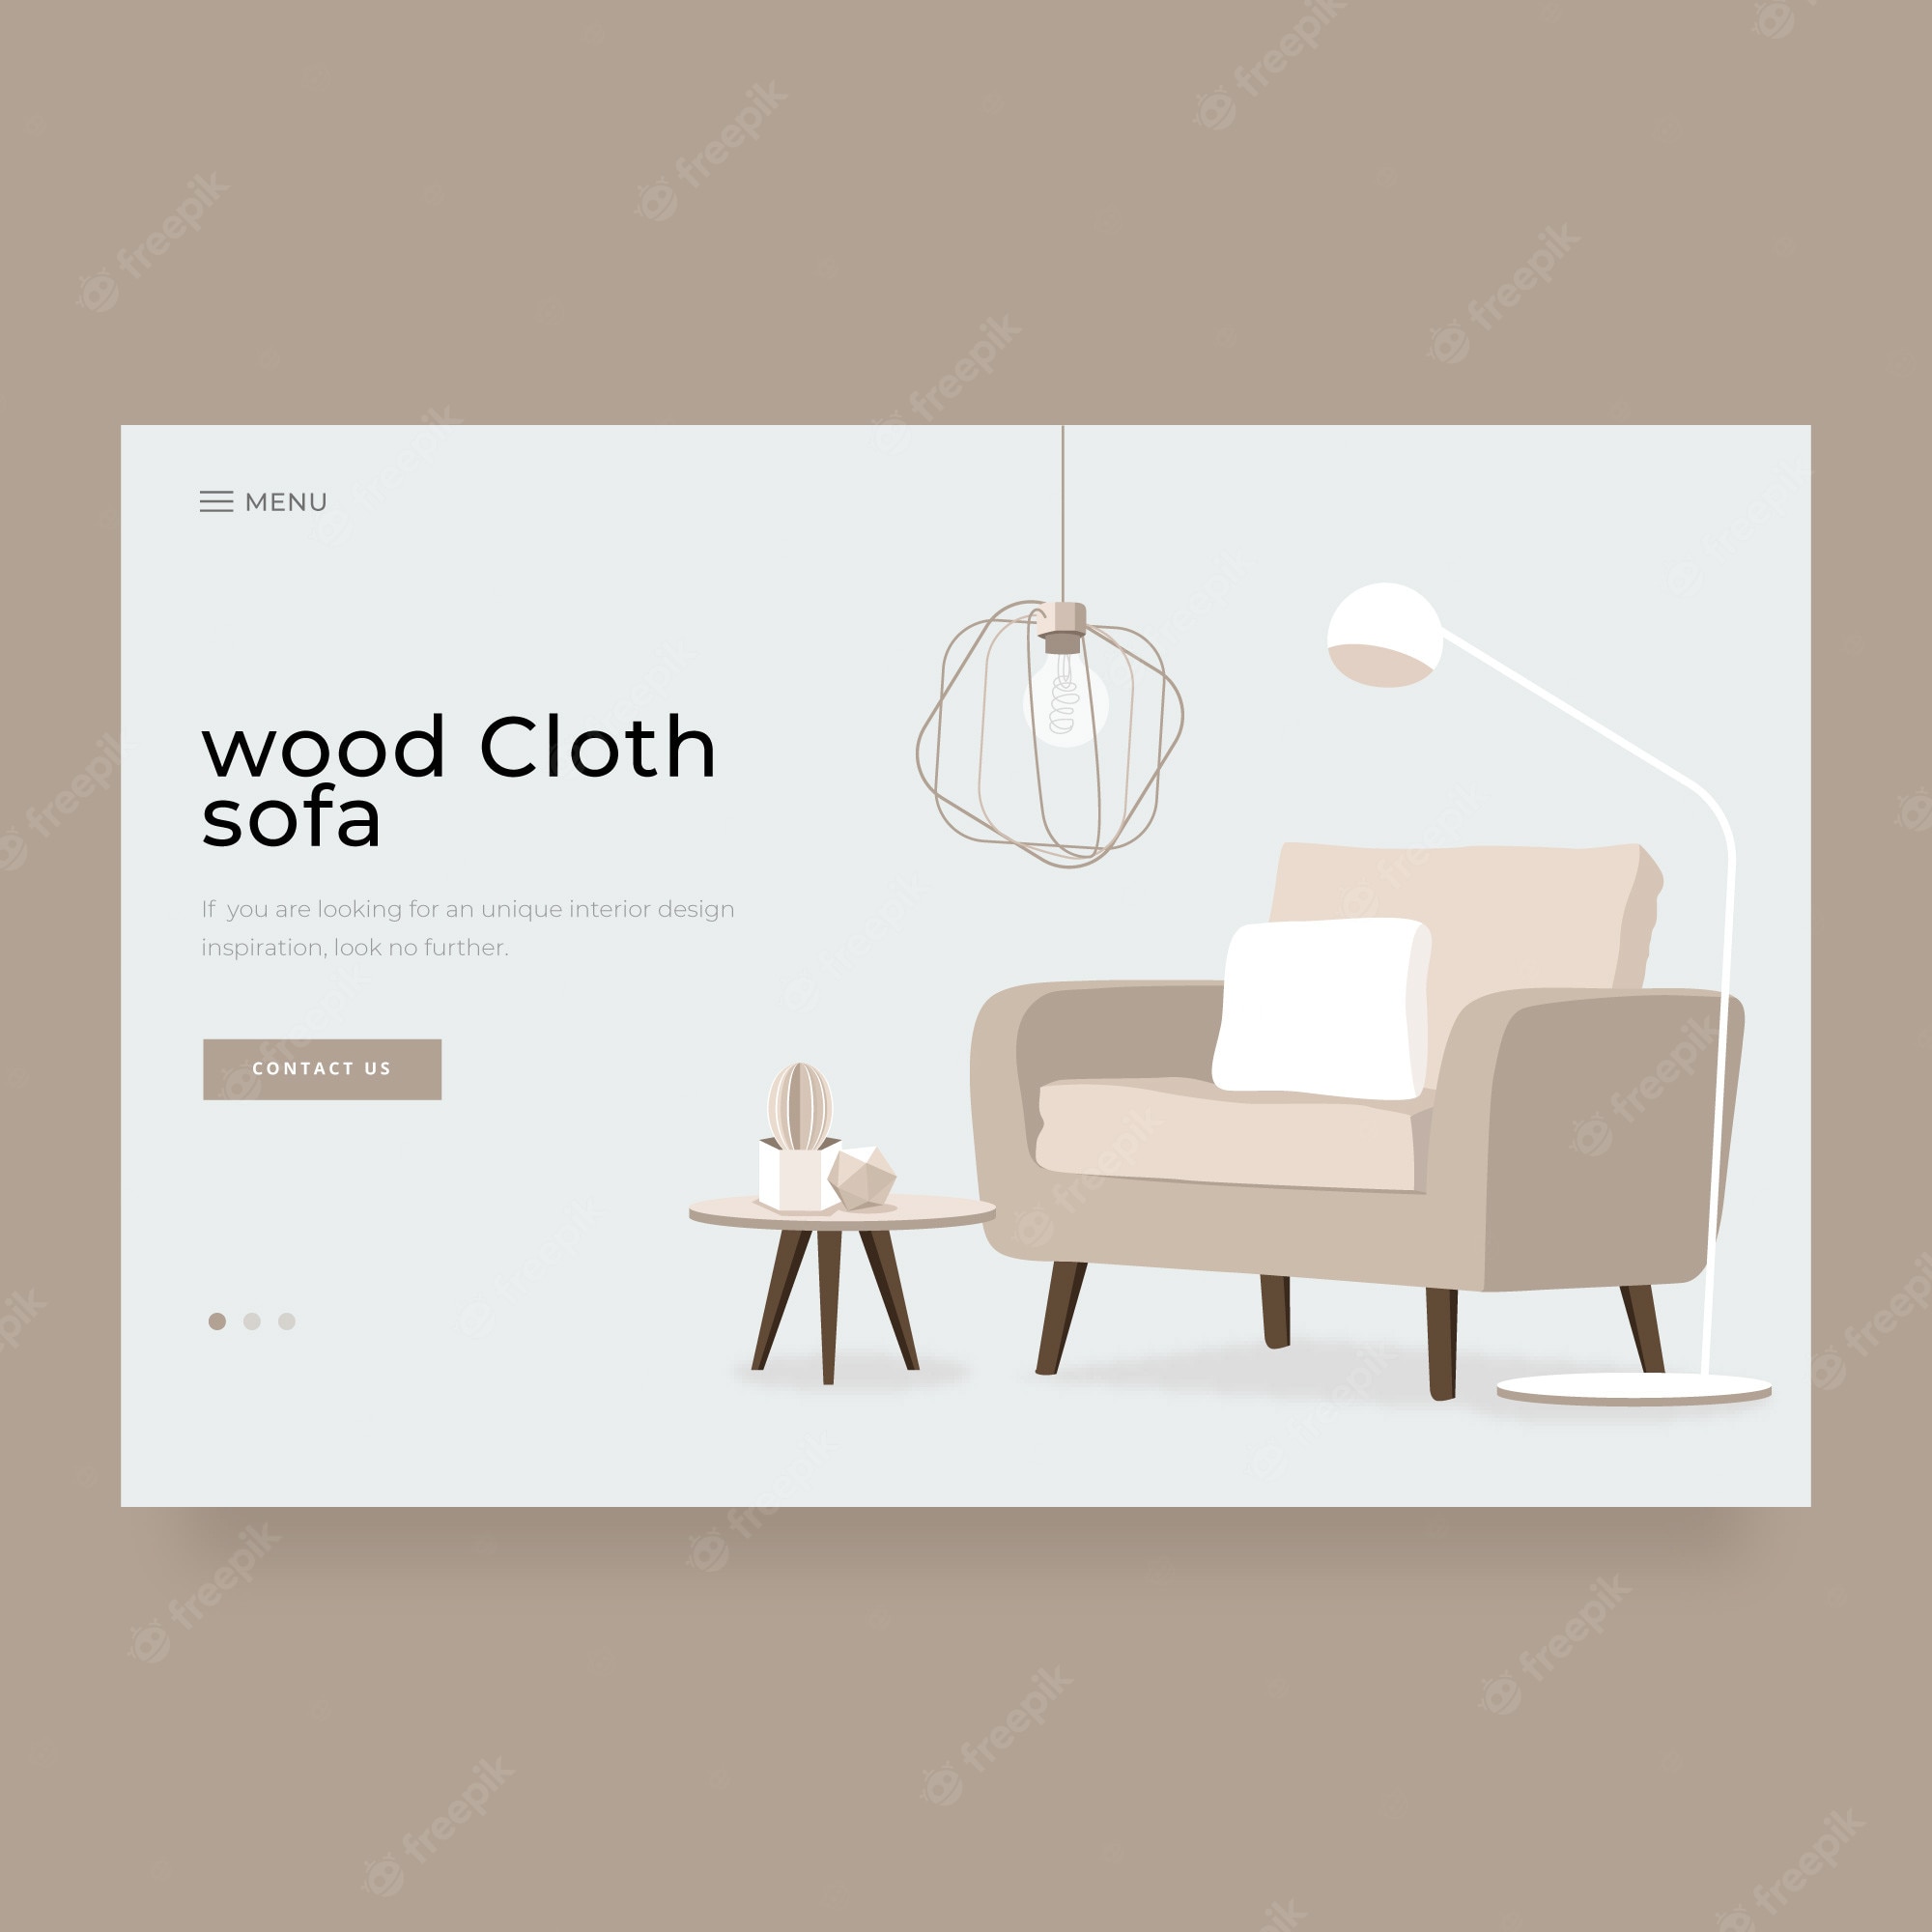 MENU
wood Cloth
sofa
If  you are looking for an unique interior design
inspiration, look no further.
CONTACT US
freepik